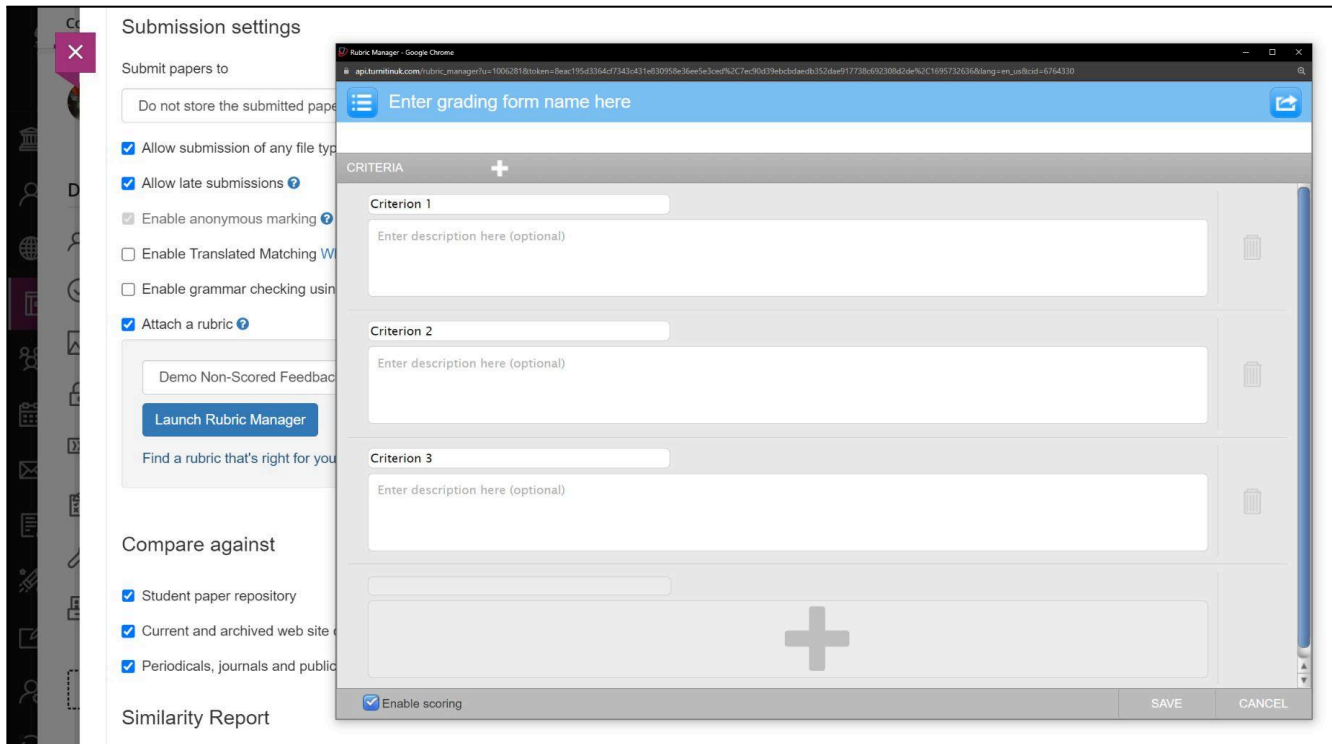 Submission settings
Submit papers to
Do not store the submitted pape
Allow submission of any file typ
Allow late submissions
Enable anonymous marking
Enable Translated Matching Wh
Enable grammar checking usin
Attach a rubric
Demo Non-Scored Feedbac
Launch Rubric Manager
Find a rubric that's right for you
Compare against
Student paper repository
Current and archived web site
Periodicals, journals and public
Similarity Report
Rubric Manager - Google Chrome
Enter grading form name here
CRITERIA
Criterion 1
Enter description here (optional)
Criterion 2
Enter description here (optional)
Criterion 3
Enter description here (optional)
Enable scoring
SAVE CANCEL